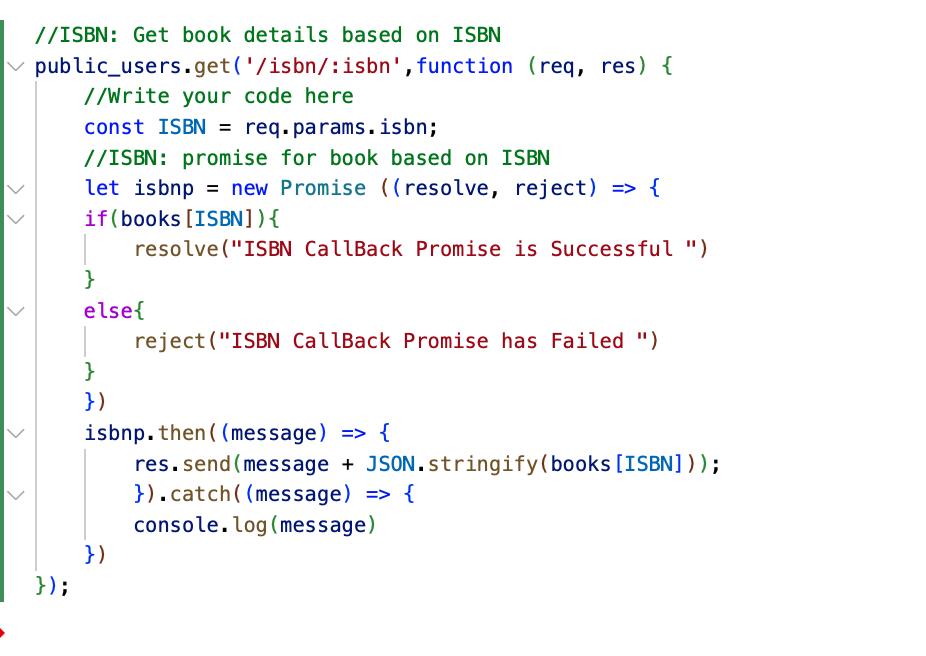 //ISBN: Get book details based on ISBN
public_users.get('/isbn/:isbn',function (req, res) {
    //Write your code here
    const ISBN = req.params.isbn;
    //ISBN: promise for book based on ISBN
    let isbnp = new Promise ((resolve, reject) => {
    if(books[ISBN]){
        resolve("ISBN CallBack Promise is Successful ")
    }
    else{
        reject("ISBN CallBack Promise has Failed ")
    }
    })
    isbnp.then((message) => {
        res.send(message + JSON.stringify(books[ISBN]));
        }).catch((message) => {
        console.log(message)
    })
});